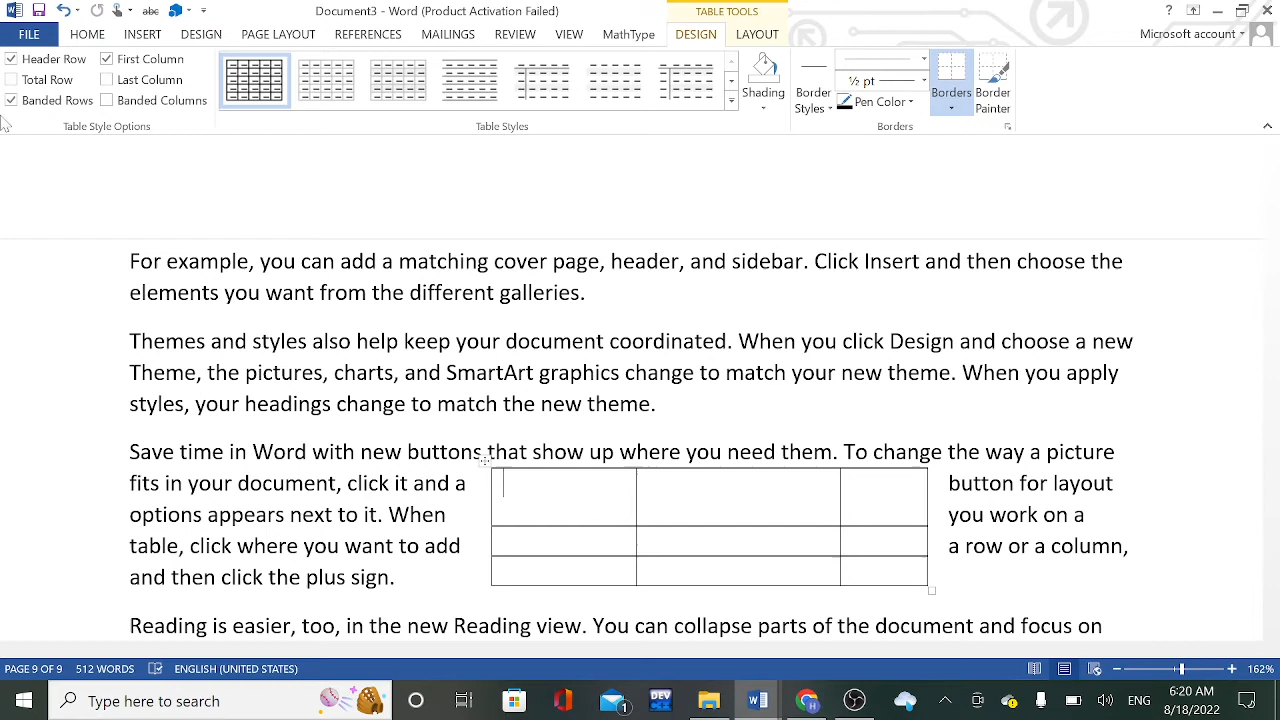 Document3 - Word (Product Activation Failed)
TABLE TOOLS
?
FILE HOME INSERT DESIGN PAGE LAYOUT REFERENCES MAILINGS REVIEW VIEW MathType DESIGN LAYOUT Microsoft account
Header Row First Column
Total Row Last Column
Banded Rows Banded Columns
Table Style Options
Table Styles
Shading
Border Styles
½ pt
Pen Color
Borders
Border Painter
Borders
For example, you can add a matching cover page, header, and sidebar. Click Insert and then choose the
elements you want from the different galleries.
Themes and styles also help keep your document coordinated. When you click Design and choose a new
Theme, the pictures, charts, and SmartArt graphics change to match your new theme. When you apply
styles, your headings change to match the new theme.
Save time in Word with new buttons that show up where you need them. To change the way a picture
fits in your document, click it and a button for layout
options appears next to it. When you work on a
table, click where you want to add a row or a column,
and then click the plus sign.
Reading is easier, too, in the new Reading view. You can collapse parts of the document and focus on
PAGE 9 OF 9 512 WORDS ENGLISH (UNITED STATES) 162%
Type here to search
DEV
1
ENG
6:20 AM
8/18/2022